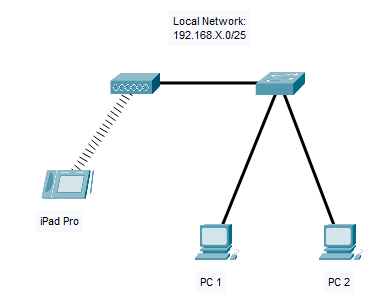 Local Network:
192.168.X.0/25
iPad Pro
PC 1
PC 2